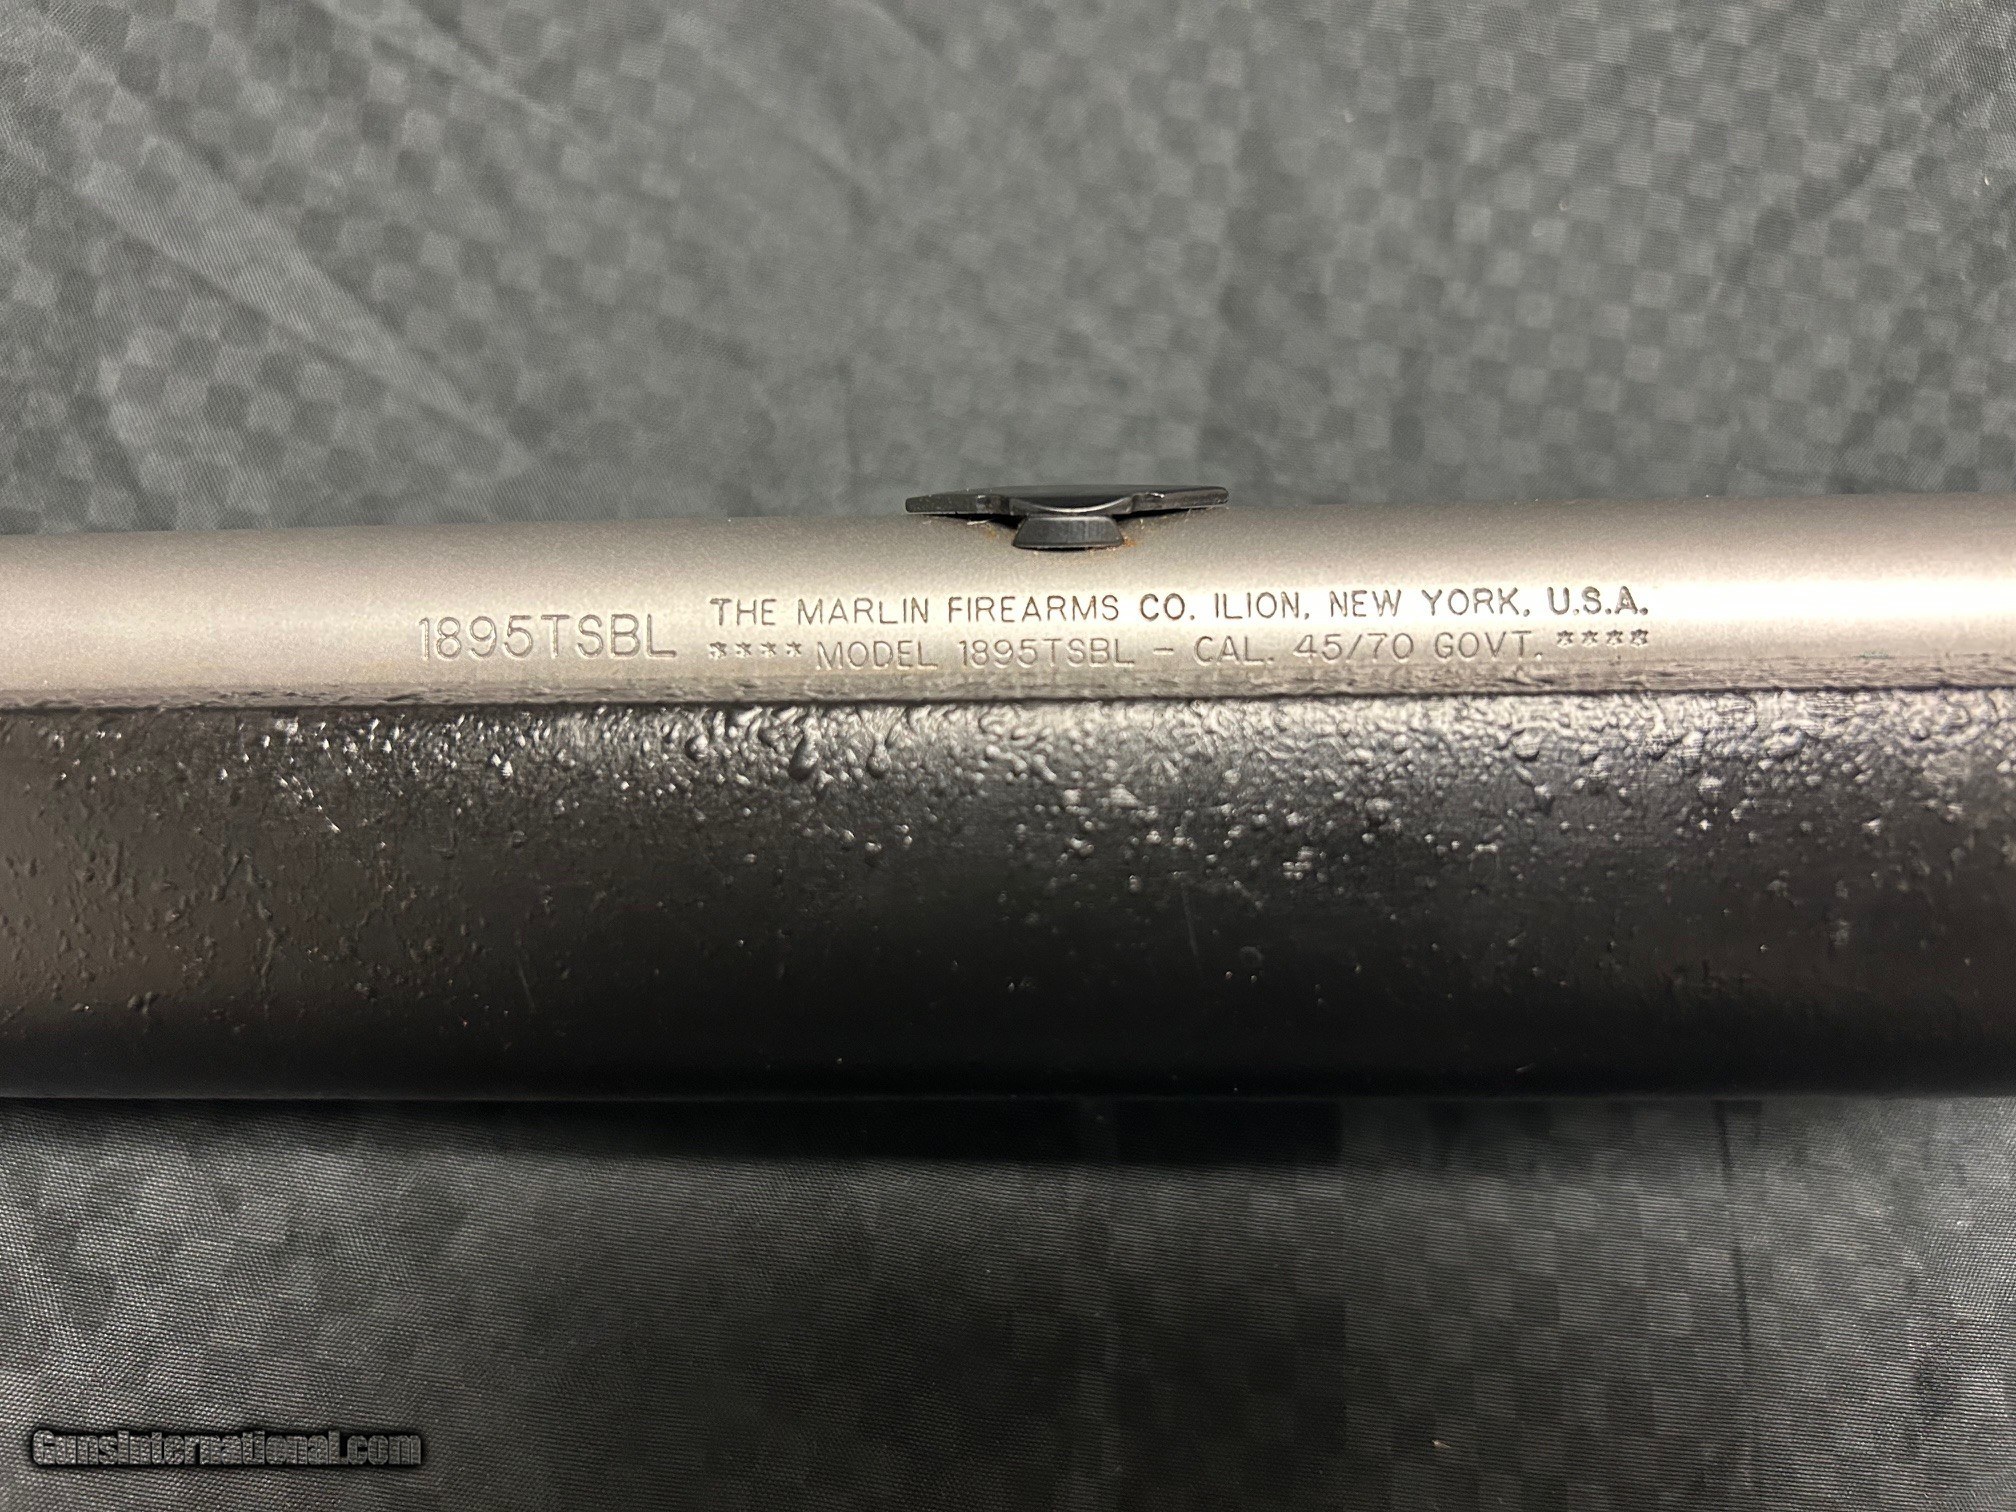 1895TSBL
THE MARLIN FIREARMS CO. ILION, NEW YORK, U.S.A.
**** MODEL 1895TSBL - CAL. 45/70 GOVT. ****
GunsInternational.com